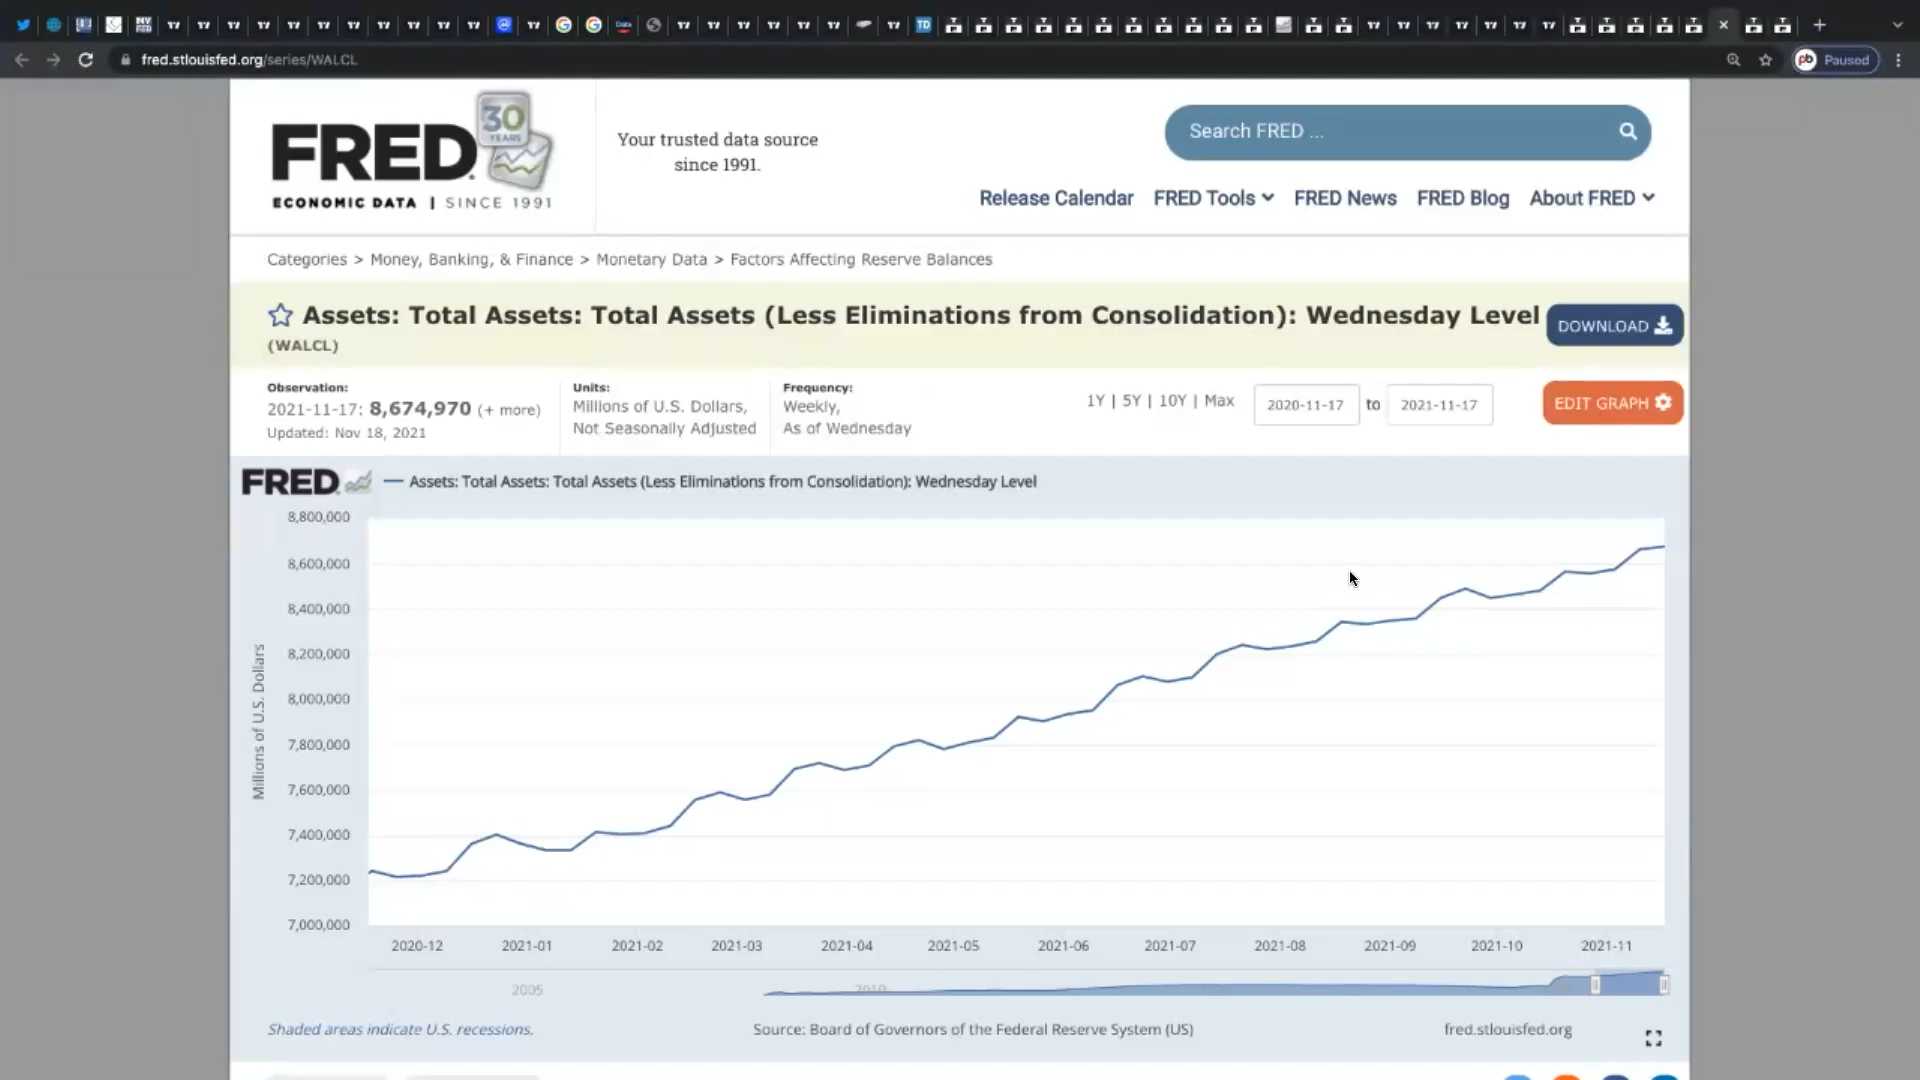 fred.stlouisfed.org/series/WALCL
Paused
FRED
30
YEARS
ECONOMIC DATA | SINCE 1991
Your trusted data source
since 1991.
Search FRED ...
Release Calendar FRED Tools FRED News FRED Blog About FRED
Categories > Money, Banking, & Finance > Monetary Data > Factors Affecting Reserve Balances
Assets: Total Assets: Total Assets (Less Eliminations from Consolidation): Wednesday Level
(WALCL)
DOWNLOAD
Observation:
2021-11-17: 8,674,970 (+ more)
Updated: Nov 18, 2021
Units:
Millions of U.S. Dollars,
Not Seasonally Adjusted
Frequency:
Weekly,
As of Wednesday
1Y | 5Y | 10Y | Max
2020-11-17 to 2021-11-17
EDIT GRAPH
FRED
Assets: Total Assets: Total Assets (Less Eliminations from Consolidation): Wednesday Level
8,800,000
8,600,000
8,400,000
8,200,000
8,000,000
7,800,000
7,600,000
7,400,000
7,200,000
7,000,000
Millions of U.S. Dollars
2020-12 2021-01 2021-02 2021-03 2021-04 2021-05 2021-06 2021-07 2021-08 2021-09 2021-10 2021-11
2005 2010
Shaded areas indicate U.S. recessions.
Source: Board of Governors of the Federal Reserve System (US)
fred.stlouisfed.org